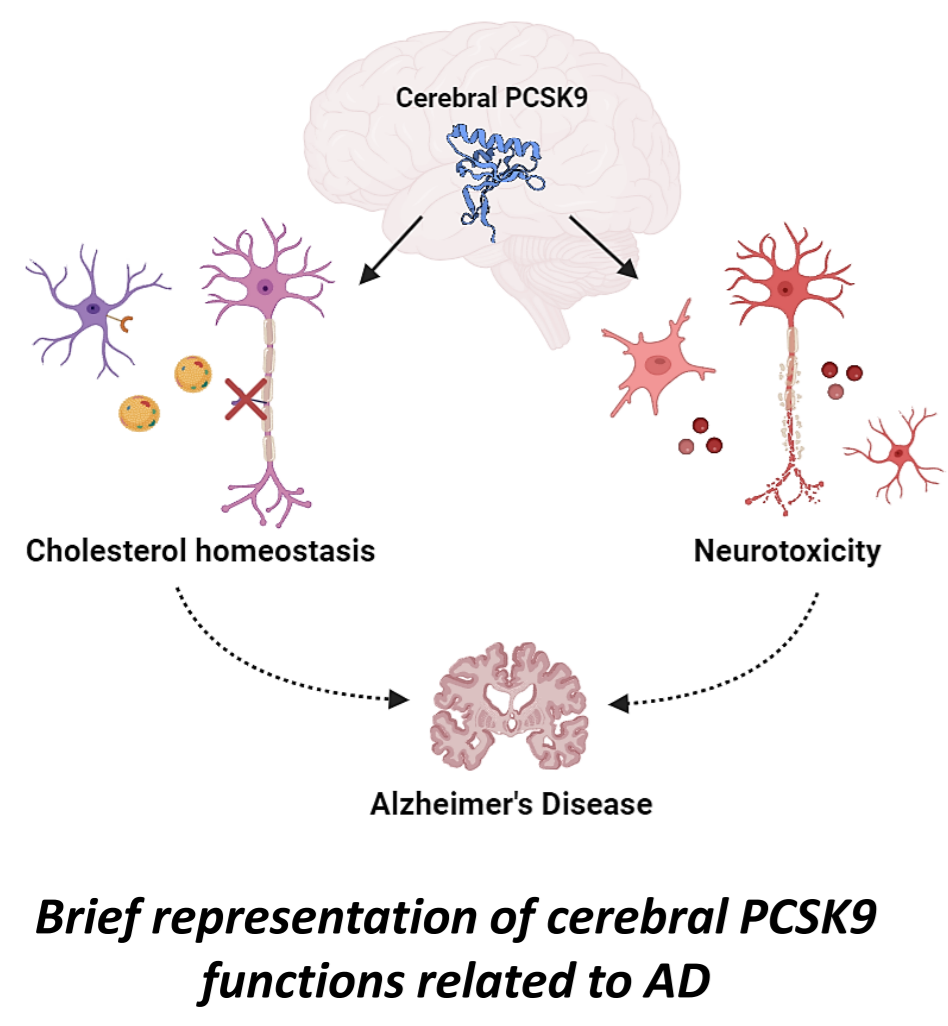 Cerebral PCSK9
Cholesterol homeostasis
Neurotoxicity
Alzheimer's Disease
Brief representation of cerebral PCSK9
functions related to AD